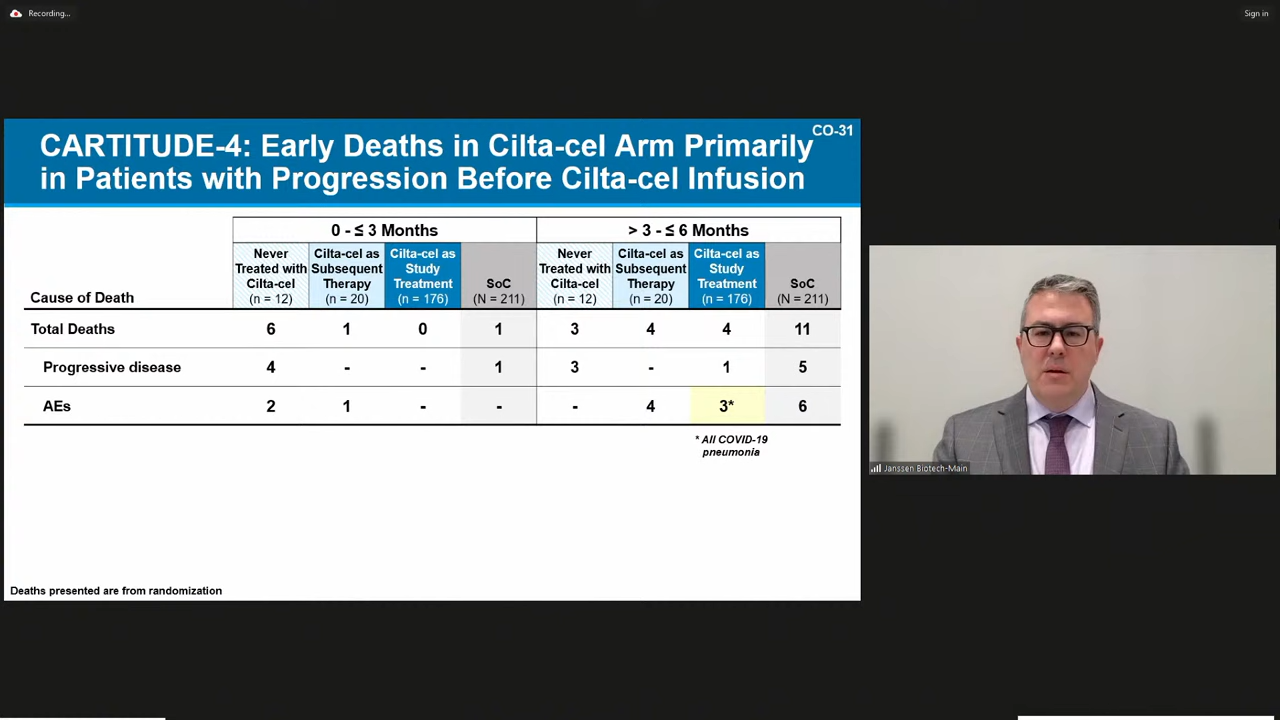 Recording...
Sign in
CO-31
CARTITUDE-4: Early Deaths in Cilta-cel Arm Primarily
in Patients with Progression Before Cilta-cel Infusion
0 - ≤ 3 Months > 3 - ≤ 6 Months
Cause of Death
Never
Treated with
Cilta-cel
(n = 12)
Cilta-cel as
Subsequent
Therapy
(n = 20)
Cilta-cel as
Study
Treatment
(n = 176)
SoC
(N = 211)
Never
Treated with
Cilta-cel
(n = 12)
Cilta-cel as
Subsequent
Therapy
(n = 20)
Cilta-cel as
Study
Treatment
(n = 176)
SoC
(N = 211)
Total Deaths 6 1 0 1 3 4 4 11
Progressive disease 4 - - 1 3 - 1 5
AEs 2 1 - - - 4 3* 6
* All COVID-19
pneumonia
Deaths presented are from randomization
Janssen Biotech-Main